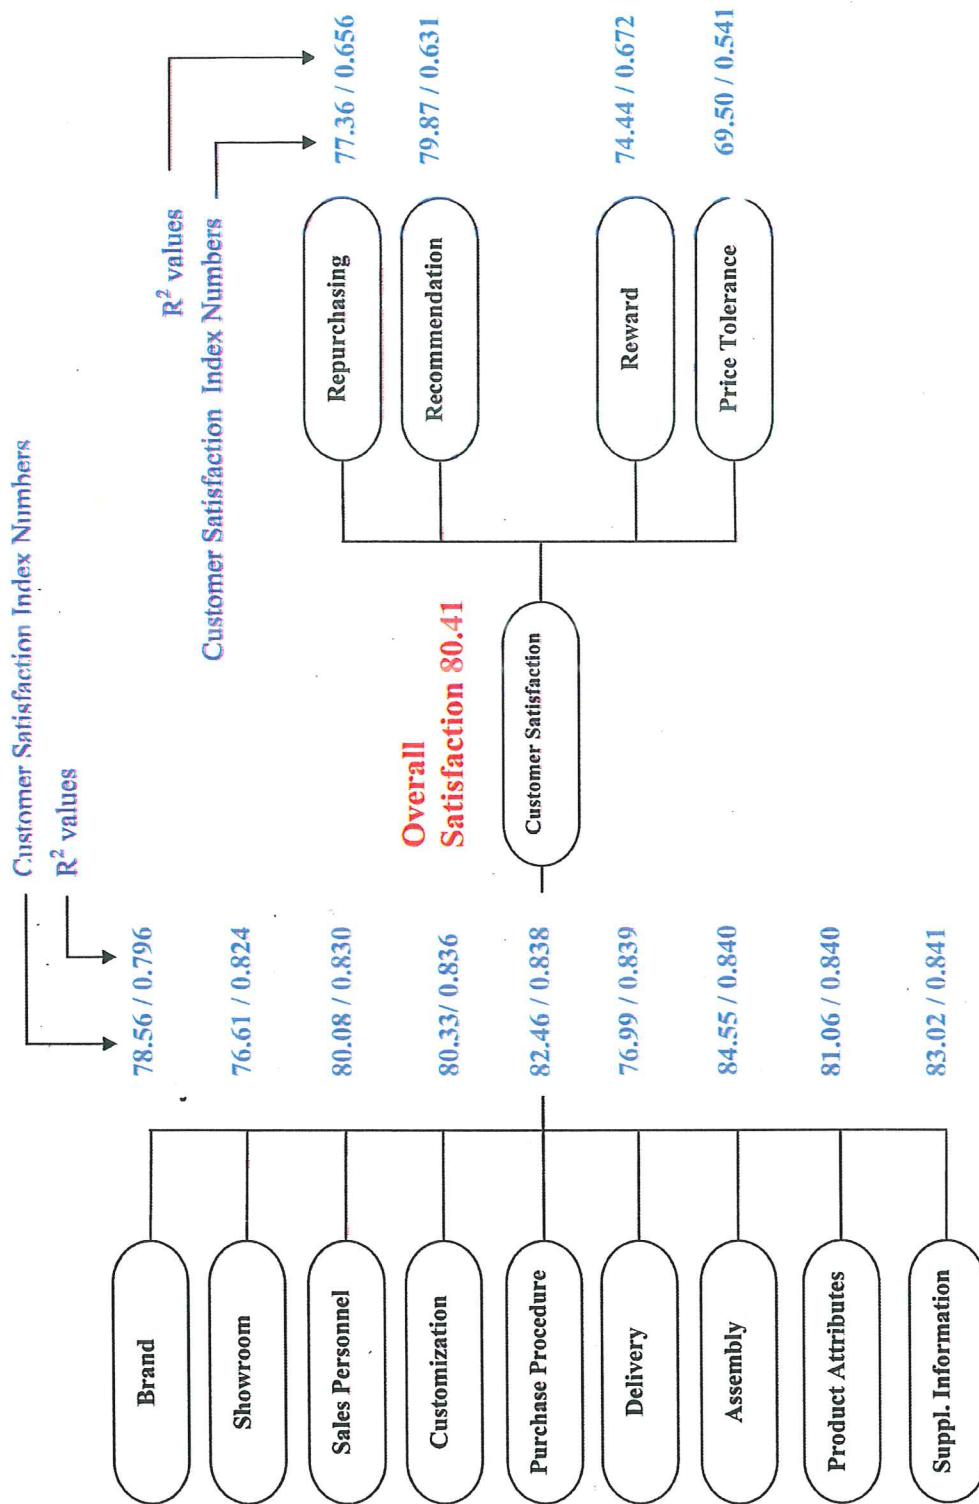 Customer Satisfaction Index Numbers
R² values
Brand
78.56 / 0.796
Showroom
76.61 / 0.824
Sales Personnel
80.08 / 0.830
Customization
80.33/ 0.836
Purchase Procedure
82.46 / 0.838
Delivery
76.99 / 0.839
Assembly
84.55 / 0.840
Product Attributes
81.06 / 0.840
Suppl. Information
83.02 / 0.841
Overall
Satisfaction 80.41
Customer Satisfaction
R² values
Customer Satisfaction Index Numbers
Repurchasing
77.36 / 0.656
Recommendation
79.87 / 0.631
Reward
74.44 / 0.672
Price Tolerance
69.50 / 0.541